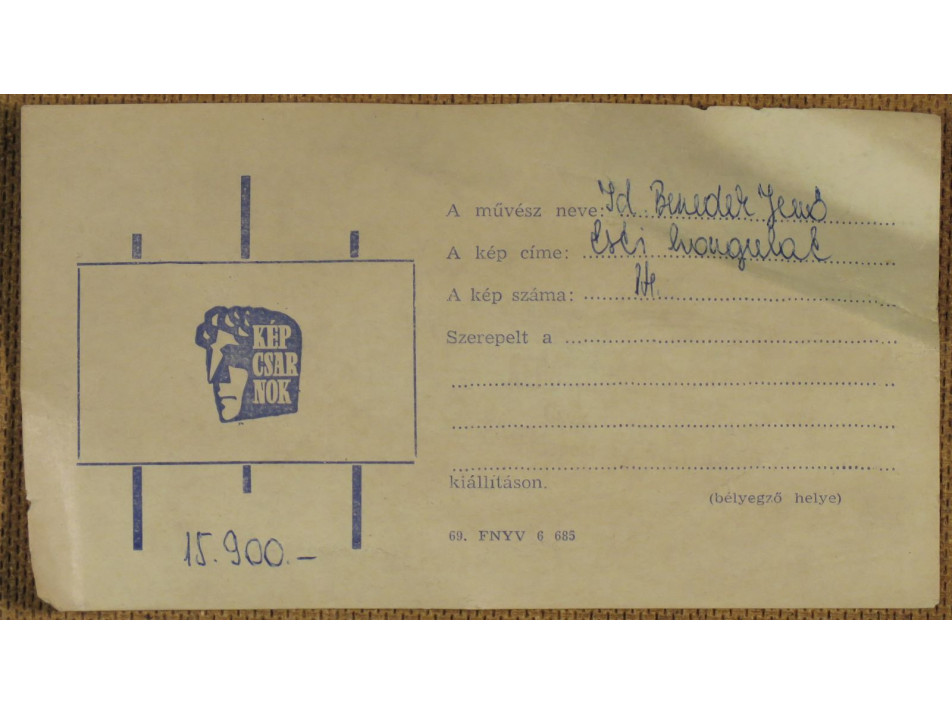 KÉP
CSAR
NOK
15.900.-
A művész neve: Id Benedek Jenő
A kép címe: Esti hangulat
A kép száma:
Szerepelt a
kiállításon.
(bélyegző helye)
69. FNYV 6 685